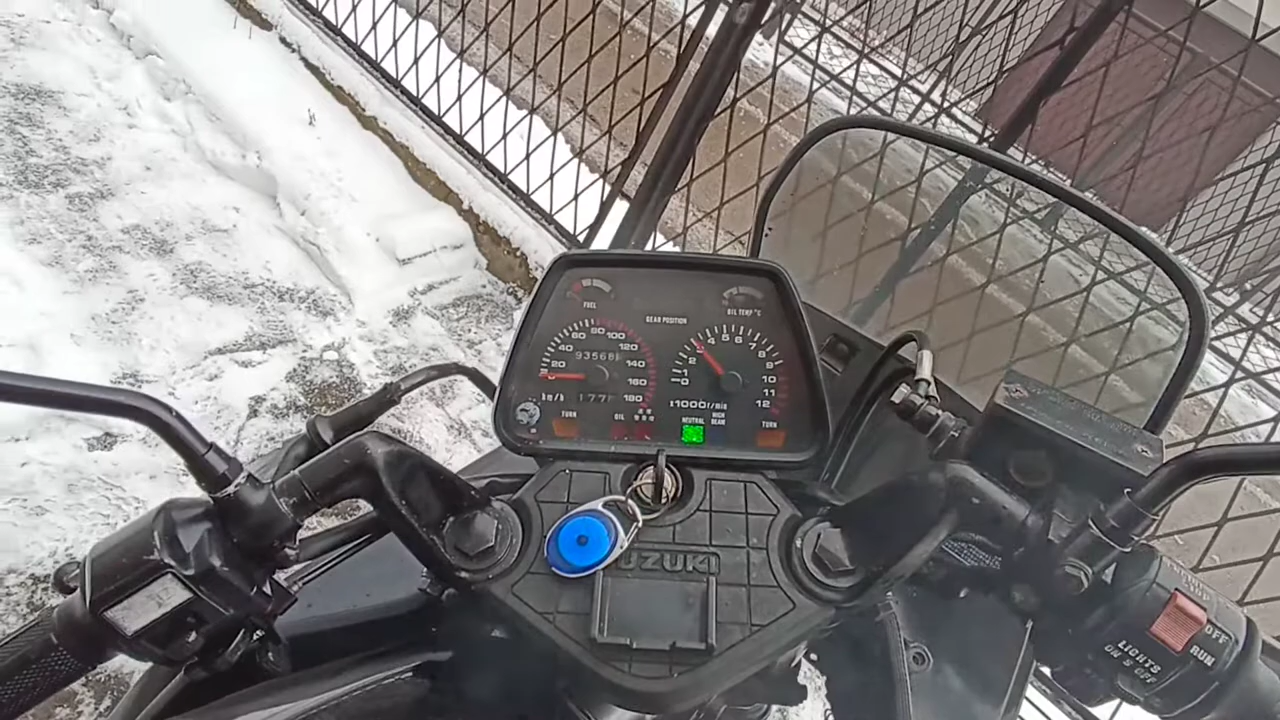 FUEL
GEAR POSITION
OIL TEMP °C
20
40
60
80
100
120
140
160
180
93568
km/h
177
0
1
2
3
4
5
6
7
8
9
10
11
12
x1000r/min
TURN
OIL
NEUTRAL
HIGH
BEAM
TURN
SUZUKI
OFF
RUN
LIGHTS
ON S OFF